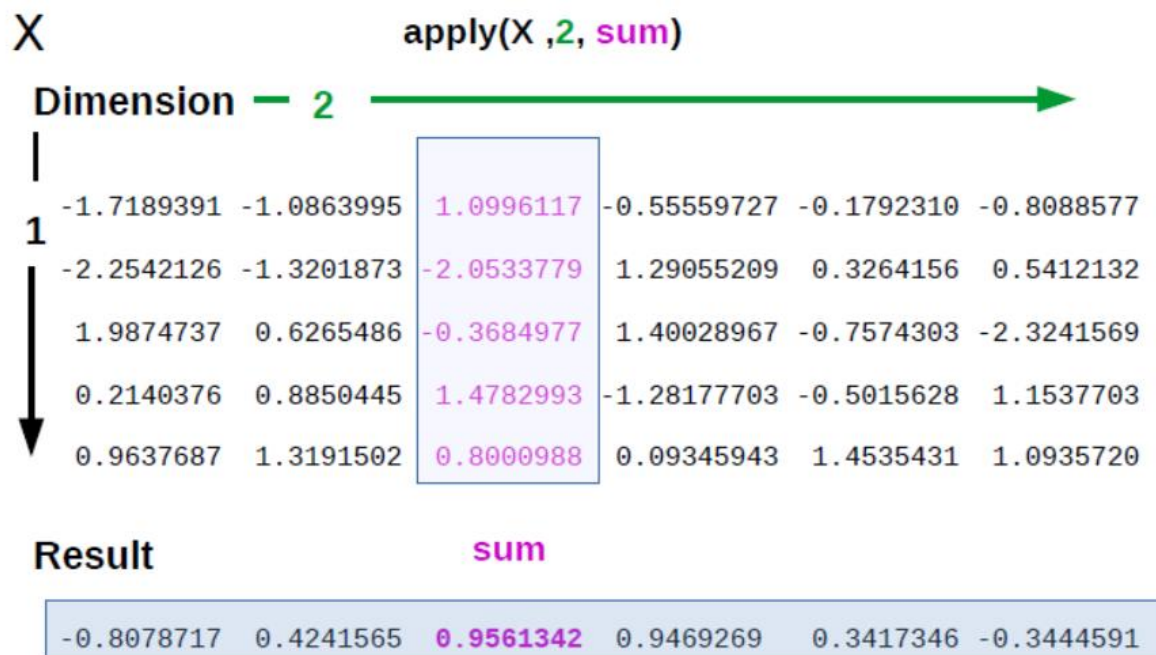 X
apply(X ,2, sum)
Dimension 2
1
-1.7189391 -1.0863995 1.0996117 -0.55559727 -0.1792310 -0.8088577
-2.2542126 -1.3201873 -2.0533779 1.29055209 0.3264156 0.5412132
1.9874737 0.6265486 -0.3684977 1.40028967 -0.7574303 -2.3241569
0.2140376 0.8850445 1.4782993 -1.28177703 -0.5015628 1.1537703
0.9637687 1.3191502 0.8000988 0.09345943 1.4535431 1.0935720
Result sum
-0.8078717 0.4241565 0.9561342 0.9469269 0.3417346 -0.3444591